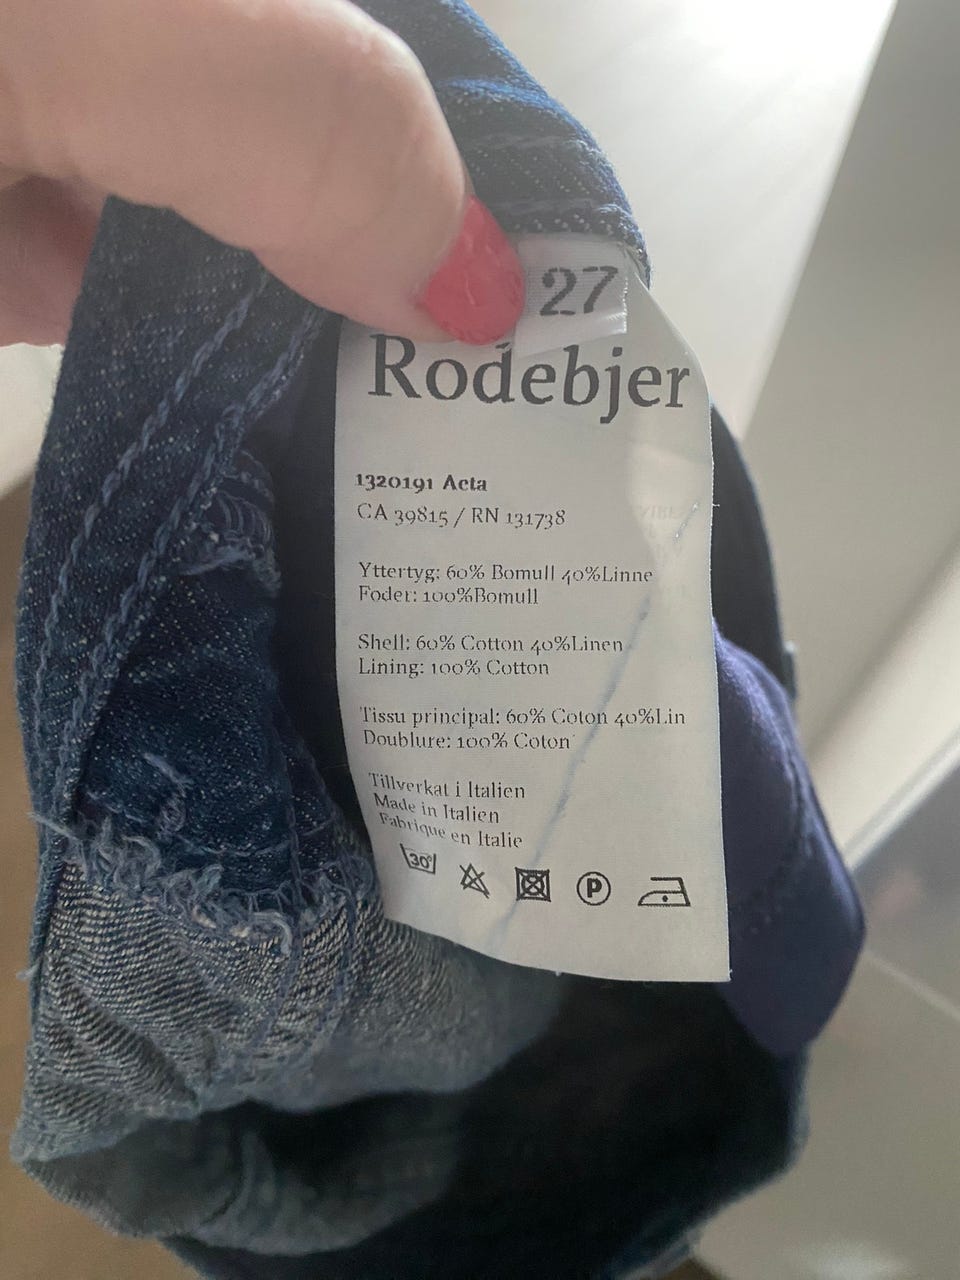 27
Rodebjer
1320191 Acta
CA 39815 / RN 131738
Yttertyg: 60% Bomull 40%Linne
Foder: 100%Bomull
Shell: 60% Cotton 40%Linen
Lining: 100% Cotton
Tissu principal: 60% Coton 40%Lin
Doublure: 100% Coton
Tillverkat i Italien
Made in Italien
Fabrique en Italie
30°
P